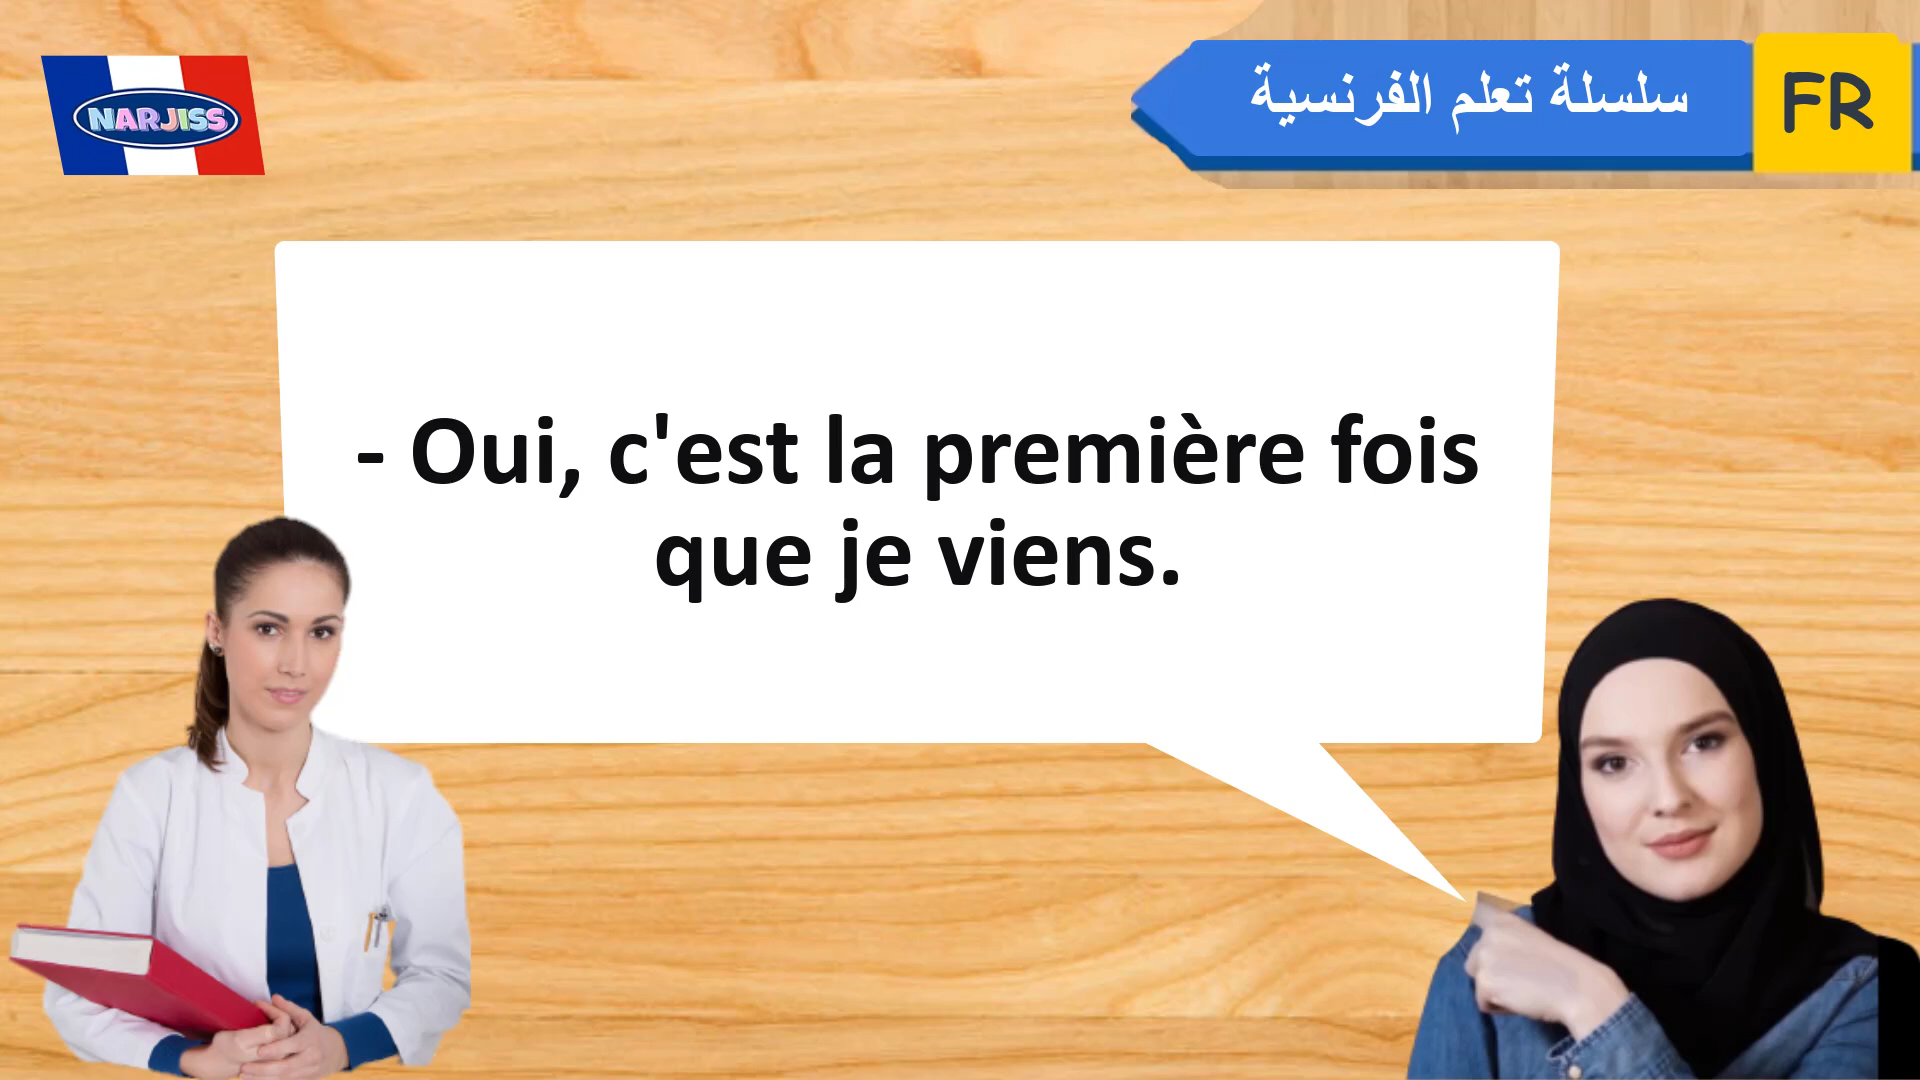 NARJISS
سلسلة تعلم الفرنسية
FR
- Oui, c'est la première fois
que je viens.